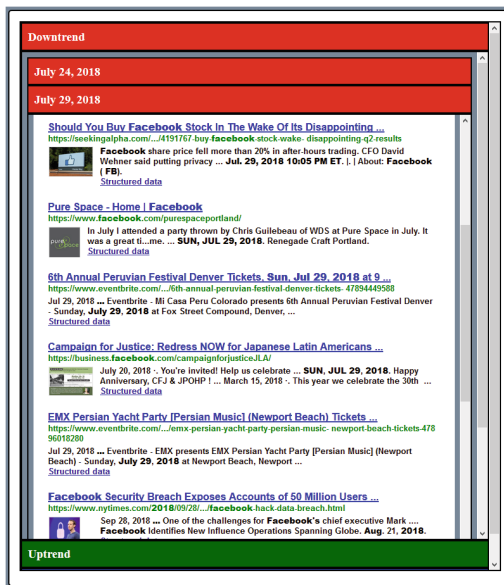 Downtrend
July 24, 2018
July 29, 2018
Should You Buy Facebook Stock In The Wake Of Its Disappointing ...
https://seekingalpha.com/.../4191767-buy-facebook-stock-wake- disappointing-q2-results
Facebook share price fell more than 20% in after-hours trading. CFO David
Wehner said putting privacy ... Jul. 29, 2018 10:05 PM ET. |. | About: Facebook
( FB).
Structured data
Pure Space - Home | Facebook
https://www.facebook.com/purespaceportland/
In July I attended a party thrown by Chris Guilebeau of WDS at Pure Space in July. It
was a great ti...me. ... SUN, JUL 29, 2018. Renegade Craft Portland.
Structured data
6th Annual Peruvian Festival Denver Tickets, Sun, Jul 29, 2018 at 9 ...
https://www.eventbrite.com/.../6th-annual-peruvian-festival-denver-tickets- 47894449588
Jul 29, 2018 ... Eventbrite - Mi Casa Peru Colorado presents 6th Annual Peruvian Festival Denver
- Sunday, July 29, 2018 at Fox Street Compound, Denver, ...
Structured data
Campaign for Justice: Redress NOW for Japanese Latin Americans ...
https://business.facebook.com/campaignforjusticeJLA/
July 20, 2018 ·. You're invited! Help us celebrate ... SUN, JUL 29, 2018. Happy
Anniversary, CFJ & JPOHP ! ... March 15, 2018 ·. This year we celebrate the 30th ...
Structured data
EMX Persian Yacht Party [Persian Music] (Newport Beach) Tickets ...
https://www.eventbrite.com/.../emx-persian-yacht-party-persian-music- newport-beach-tickets-478
96018280
Jul 29, 2018 ... Eventbrite - EMX presents EMX Persian Yacht Party [Persian Music] (Newport
Beach) - Sunday, July 29, 2018 at Newport Beach, Newport ...
Structured data
Facebook Security Breach Exposes Accounts of 50 Million Users ...
https://www.nytimes.com/2018/09/28/.../facebook-hack-data-breach.html
Sep 28, 2018 ... One of the challenges for Facebook's chief executive Mark ....
Facebook Identifies New Influence Operations Spanning Globe. Aug. 21, 2018.
Uptrend